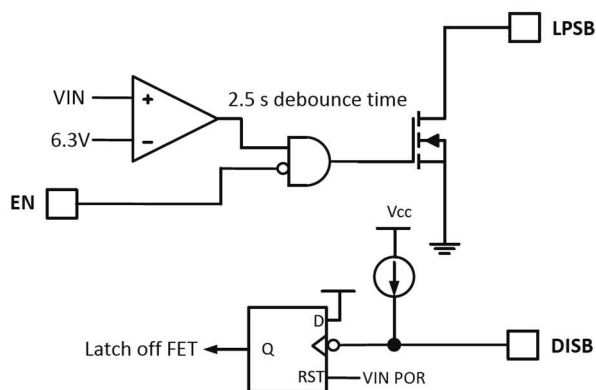 LPSB
VIN
2.5 s debounce time
+
6.3V
−
EN
Vcc
D
Latch off FET
Q
DISB
RST
VIN POR